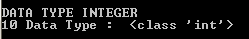 DATA TYPE INTEGER
10 Data Type :  <class 'int'>